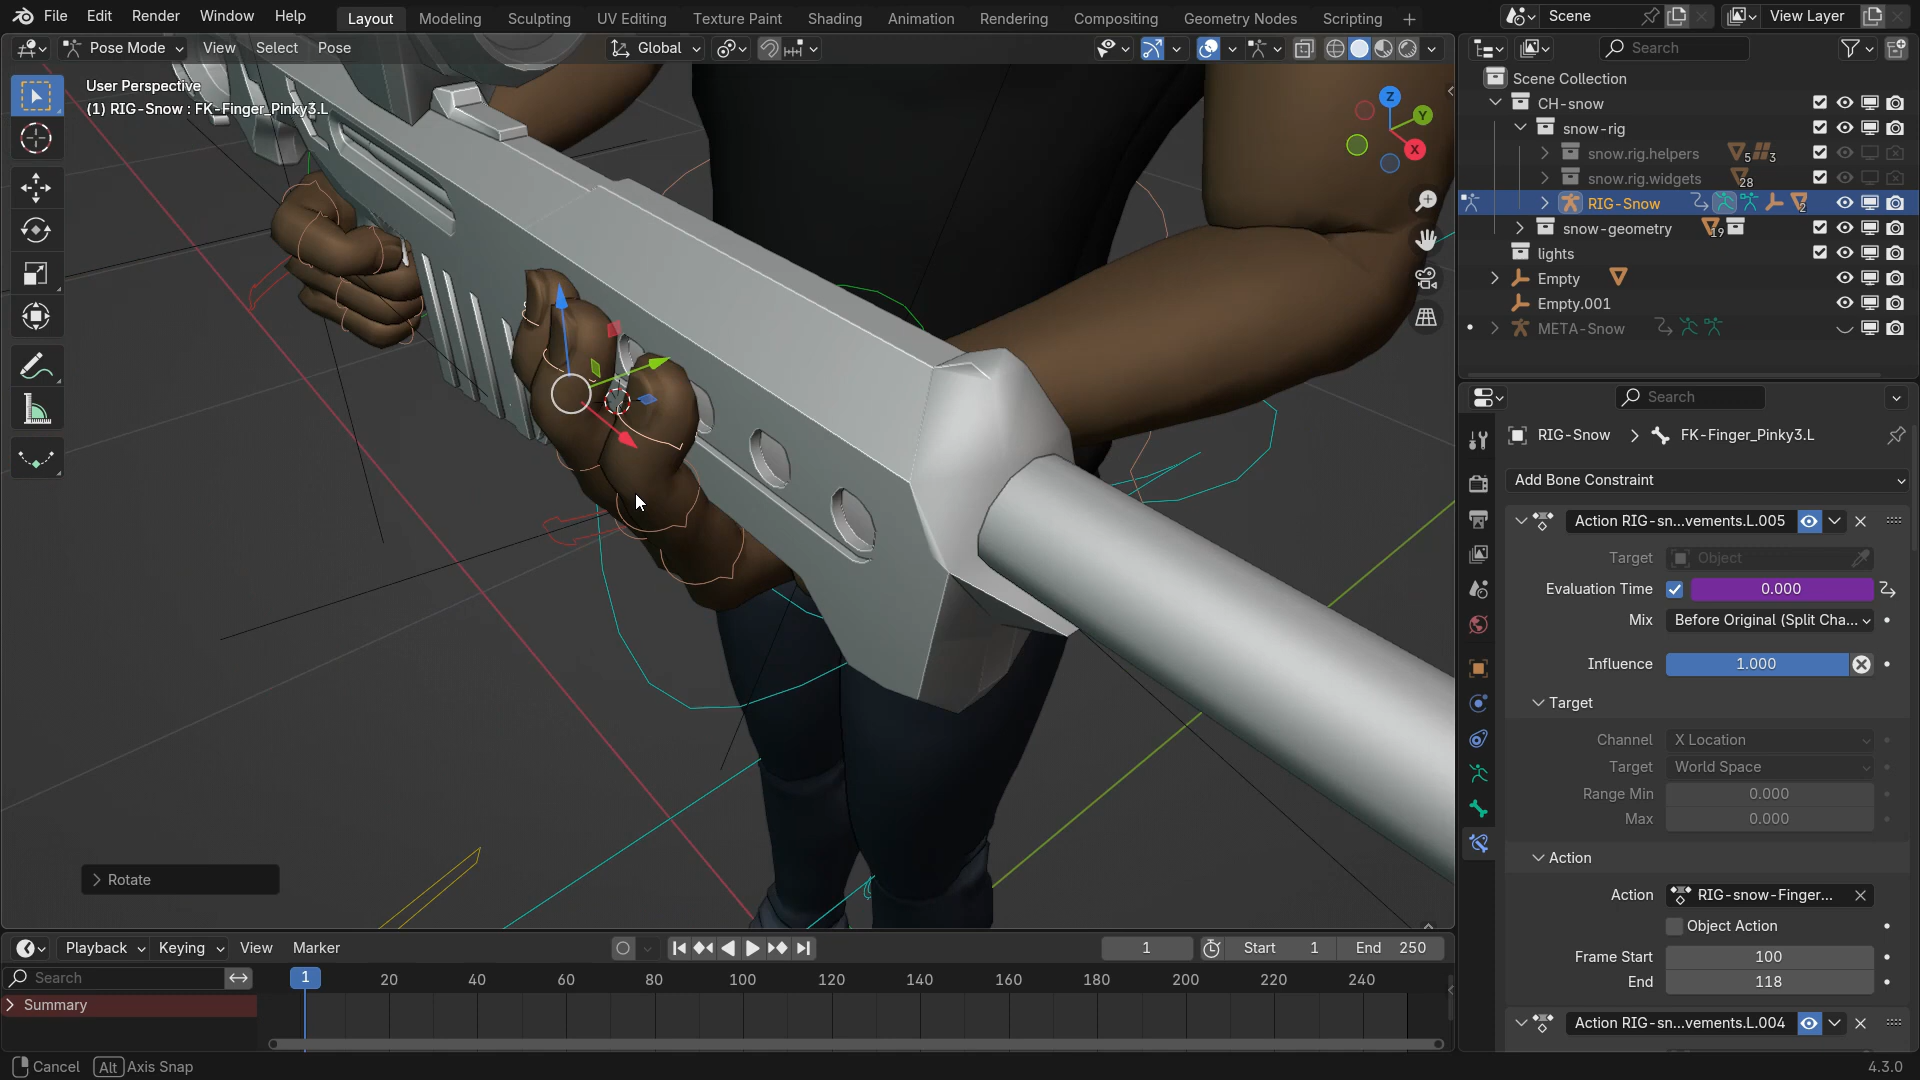 File Edit Render Window Help
Layout Modeling Sculpting UV Editing Texture Paint Shading Animation Rendering Compositing Geometry Nodes Scripting +
Scene View Layer
Pose Mode View Select Pose Global
Search
User Perspective
(1) RIG-Snow : FK-Finger_Pinky3.L
Z
Y
X
Scene Collection
CH-snow
snow-rig
snow.rig.helpers 5 3
snow.rig.widgets 28
RIG-Snow 2
snow-geometry 19
lights
Empty
Empty.001
META-Snow
Search
RIG-Snow > FK-Finger_Pinky3.L
Add Bone Constraint
Action RIG-sn...vements.L.005
Target Object
Evaluation Time 0.000
Mix Before Original (Split Cha...
Influence 1.000
Target
Channel X Location
Target World Space
Range Min 0.000
Max 0.000
Action
Action RIG-snow-Finger...
Object Action
Frame Start 100
End 118
Action RIG-sn...vements.L.004
Rotate
Playback Keying View Marker 1 Start 1 End 250
Search 1 20 40 60 80 100 120 140 160 180 200 220 240
Summary
Cancel Alt Axis Snap 4.3.0